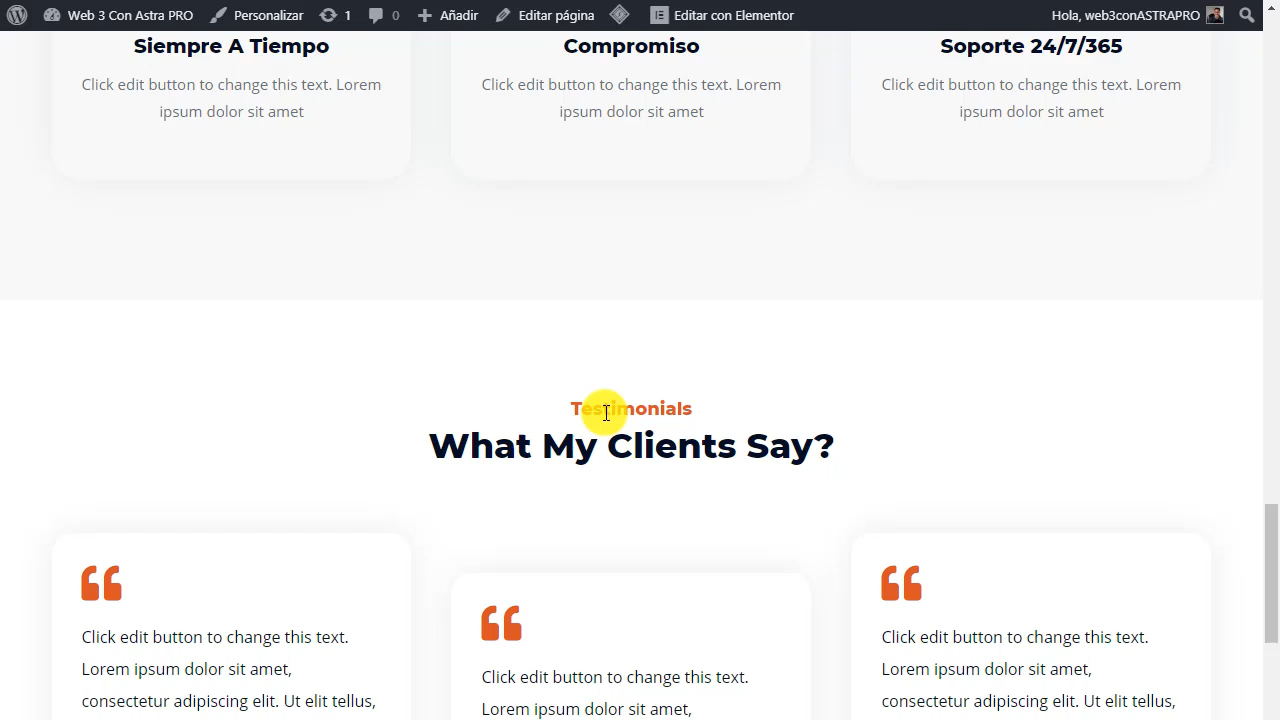 Web 3 Con Astra PRO Personalizar 1 0 Añadir Editar página Editar con Elementor Hola, web3conASTRAPRO
Siempre A Tiempo
Click edit button to change this text. Lorem
ipsum dolor sit amet
Compromiso
Click edit button to change this text. Lorem
ipsum dolor sit amet
Soporte 24/7/365
Click edit button to change this text. Lorem
ipsum dolor sit amet
Testimonials
What My Clients Say?
Click edit button to change this text.
Lorem ipsum dolor sit amet,
consectetur adipiscing elit. Ut elit tellus,
Click edit button to change this text.
Lorem ipsum dolor sit amet,
Click edit button to change this text.
Lorem ipsum dolor sit amet,
consectetur adipiscing elit. Ut elit tellus,